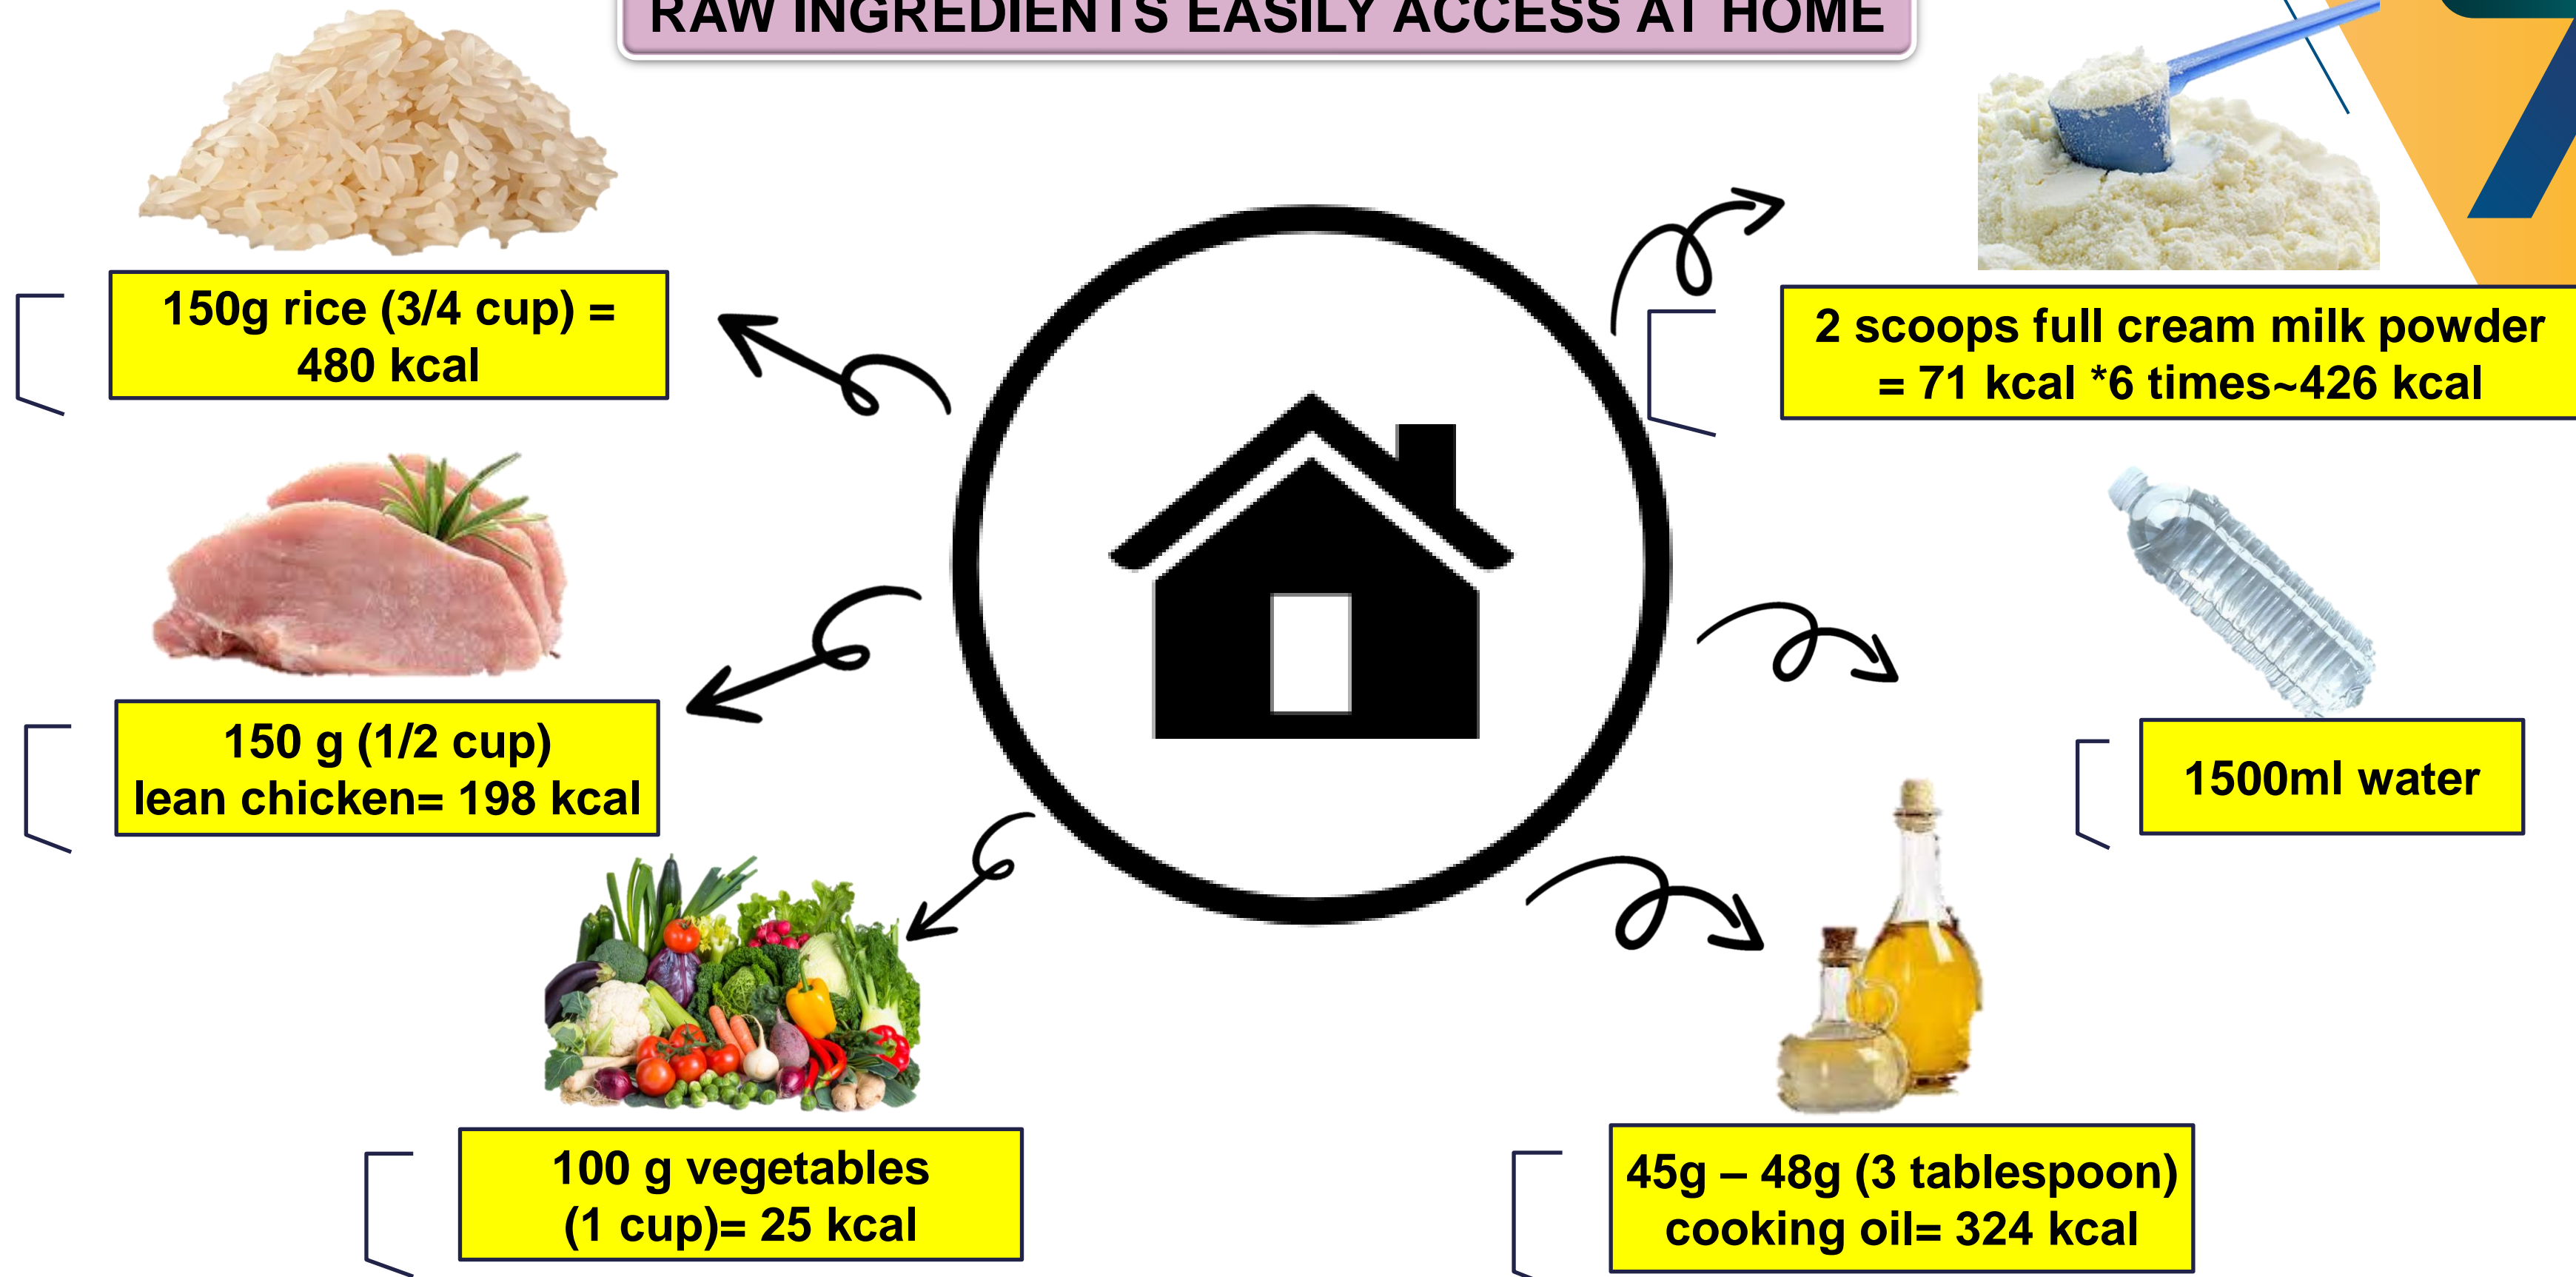 RAW INGREDIENTS EASILY ACCESS AT HOME
150g rice (3/4 cup) =
480 kcal
2 scoops full cream milk powder
= 71 kcal *6 times~426 kcal
150 g (1/2 cup)
lean chicken= 198 kcal
1500ml water
100 g vegetables
(1 cup)= 25 kcal
45g – 48g (3 tablespoon)
cooking oil= 324 kcal